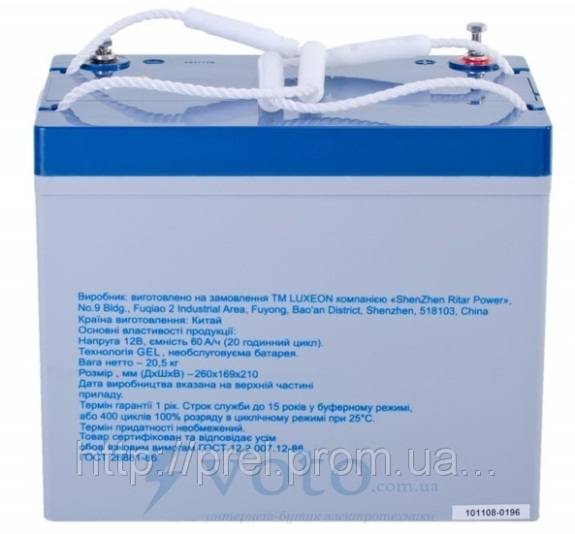 Виробник: виготовлено на замовлення ТМ LUXEON компанією «ShenZhen Ritar Power»,
No.9 Bldg., Fuqiao 2 Industrial Area, Fuyong, Bao'an District, Shenzhen, 518103, China
Країна виготовлення: Китай
Основні властивості продукції:
Напруга 12В, ємність 60 А/ч (20 годинний цикл).
Технологія GEL , необслуговуєма батарея.
Вага нетто – 20,5 кг
Розмір , мм (ДхШхВ) –260х169х210
Дата виробництва вказана на верхній частині
приладу.
Термін гарантії 1 рік. Строк служби до 15 років у буферному режимі,
або 400 циклів 100% розряду в циклічному режимі при 25°С.
Термін придатності необмежений.
Товар сертифікован та відповідає усім
обов'язковим вимогам ГОСТ 12.2.007.12-88
ГОСТ 26881-86
http://prel.prom.ua...
voto.com.ua
интернет-бутик электротехники
101108-0196